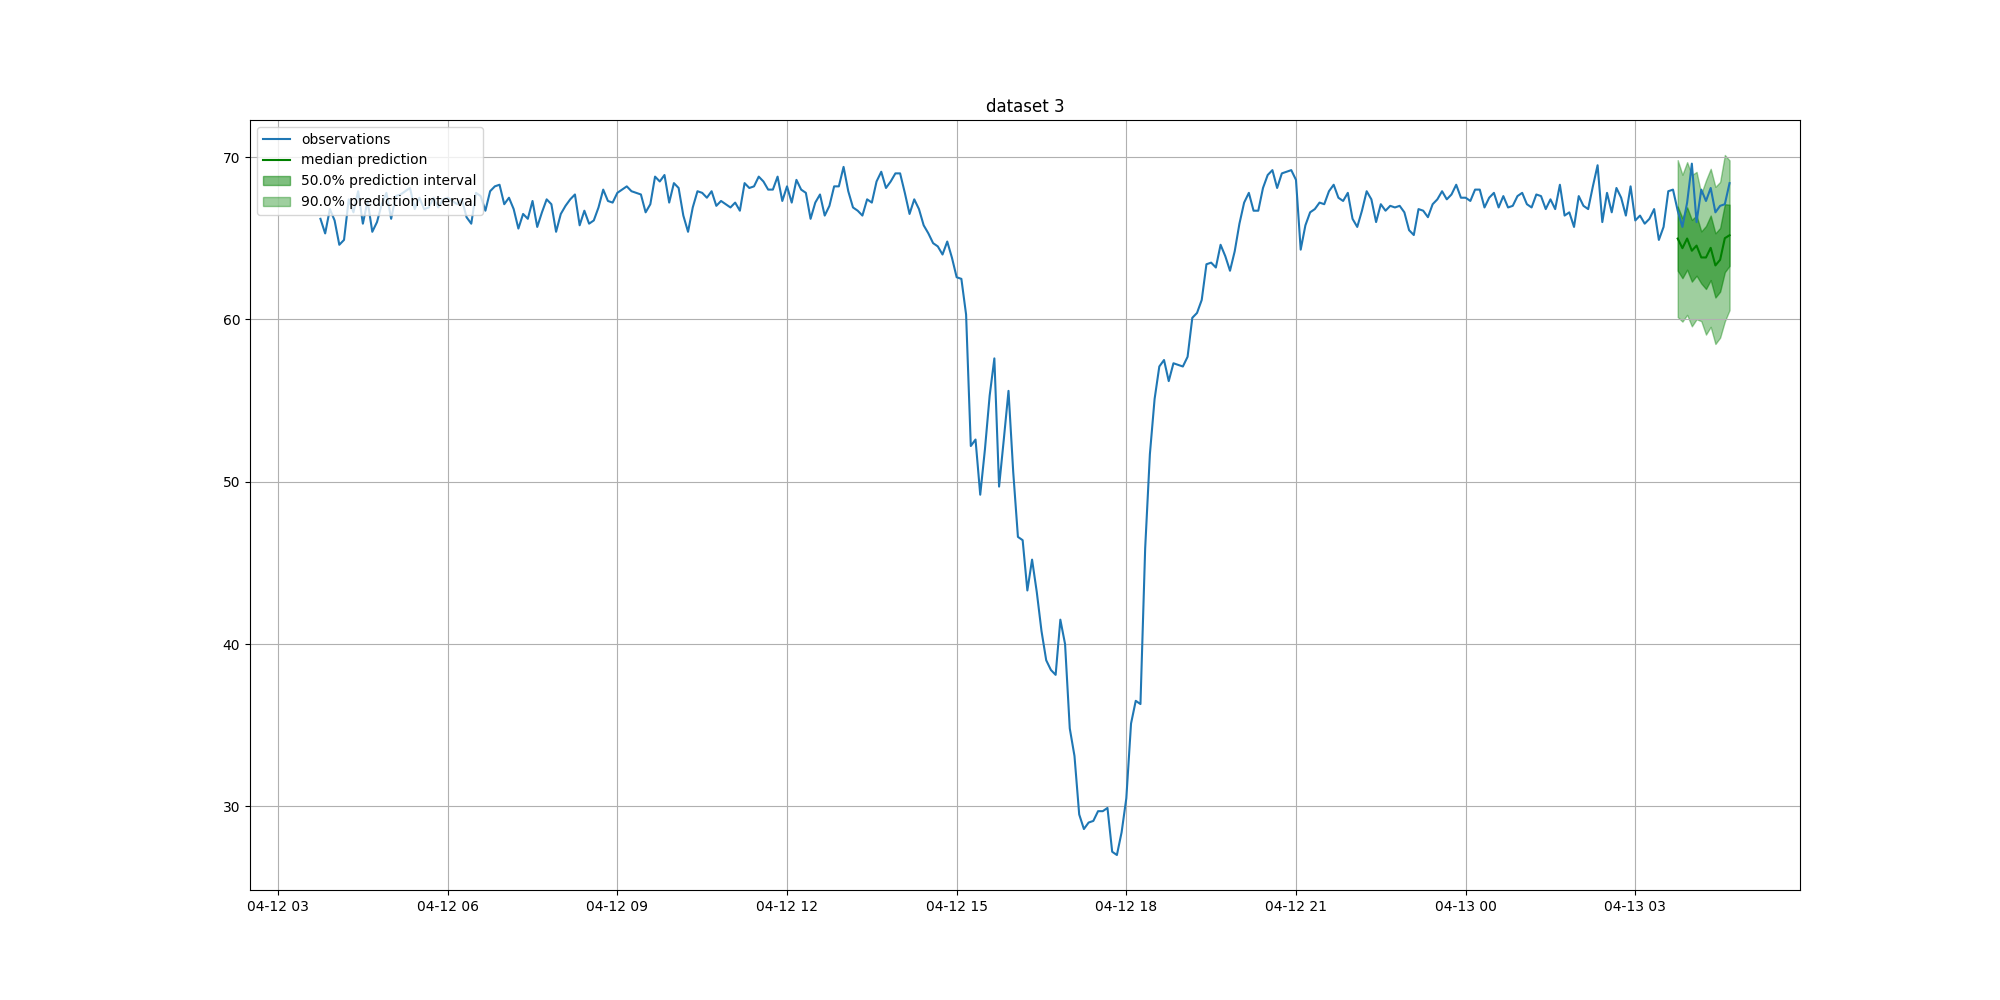 dataset 3
observations
median prediction
50.0% prediction interval
90.0% prediction interval
70
60
50
40
30
04-12 03
04-12 06
04-12 09
04-12 12
04-12 15
04-12 18
04-12 21
04-13 00
04-13 03